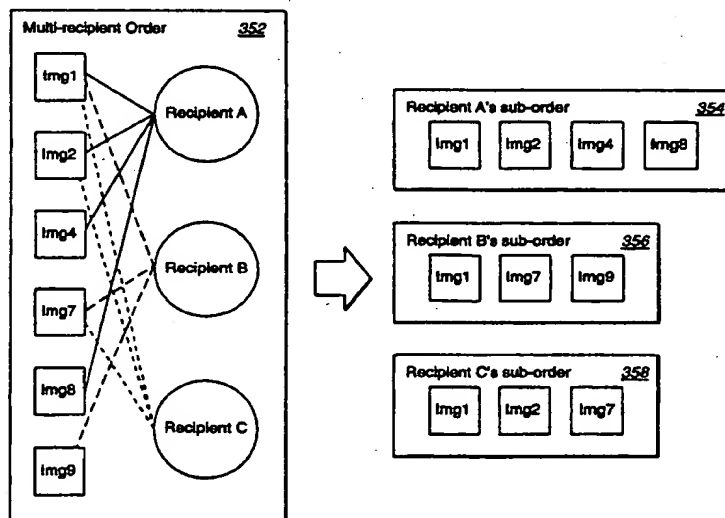 Multi-recipient Order 352
Img1
Img2
Img4
Img7
Img8
Img9
Recipient A
Recipient B
Recipient C
Recipient A's sub-order 354
Img1 Img2 Img4 Img8
Recipient B's sub-order 356
Img1 Img7 Img9
Recipient C's sub-order 358
Img1 Img2 Img7